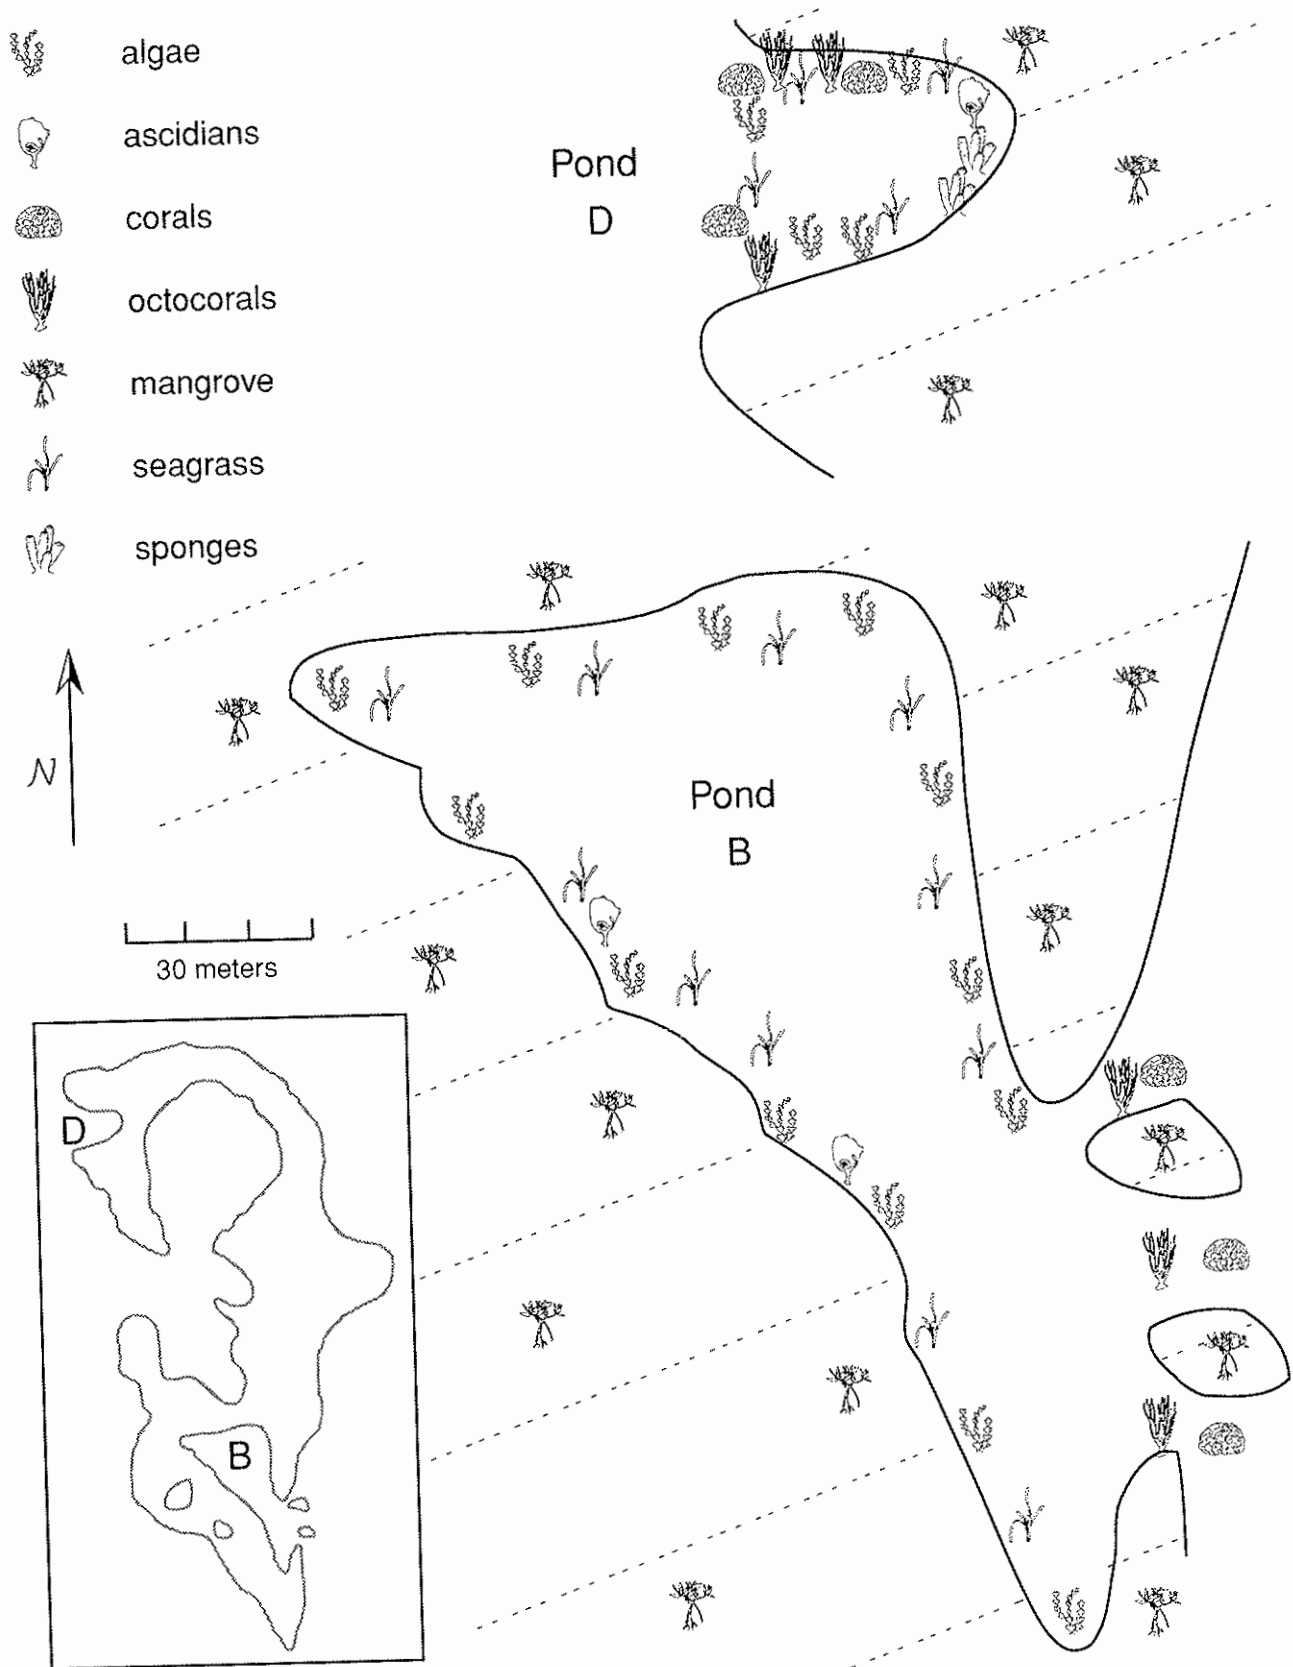 algae
ascidians
corals
octocorals
mangrove
seagrass
sponges
Pond
D
N
Pond
B
30 meters
D
B